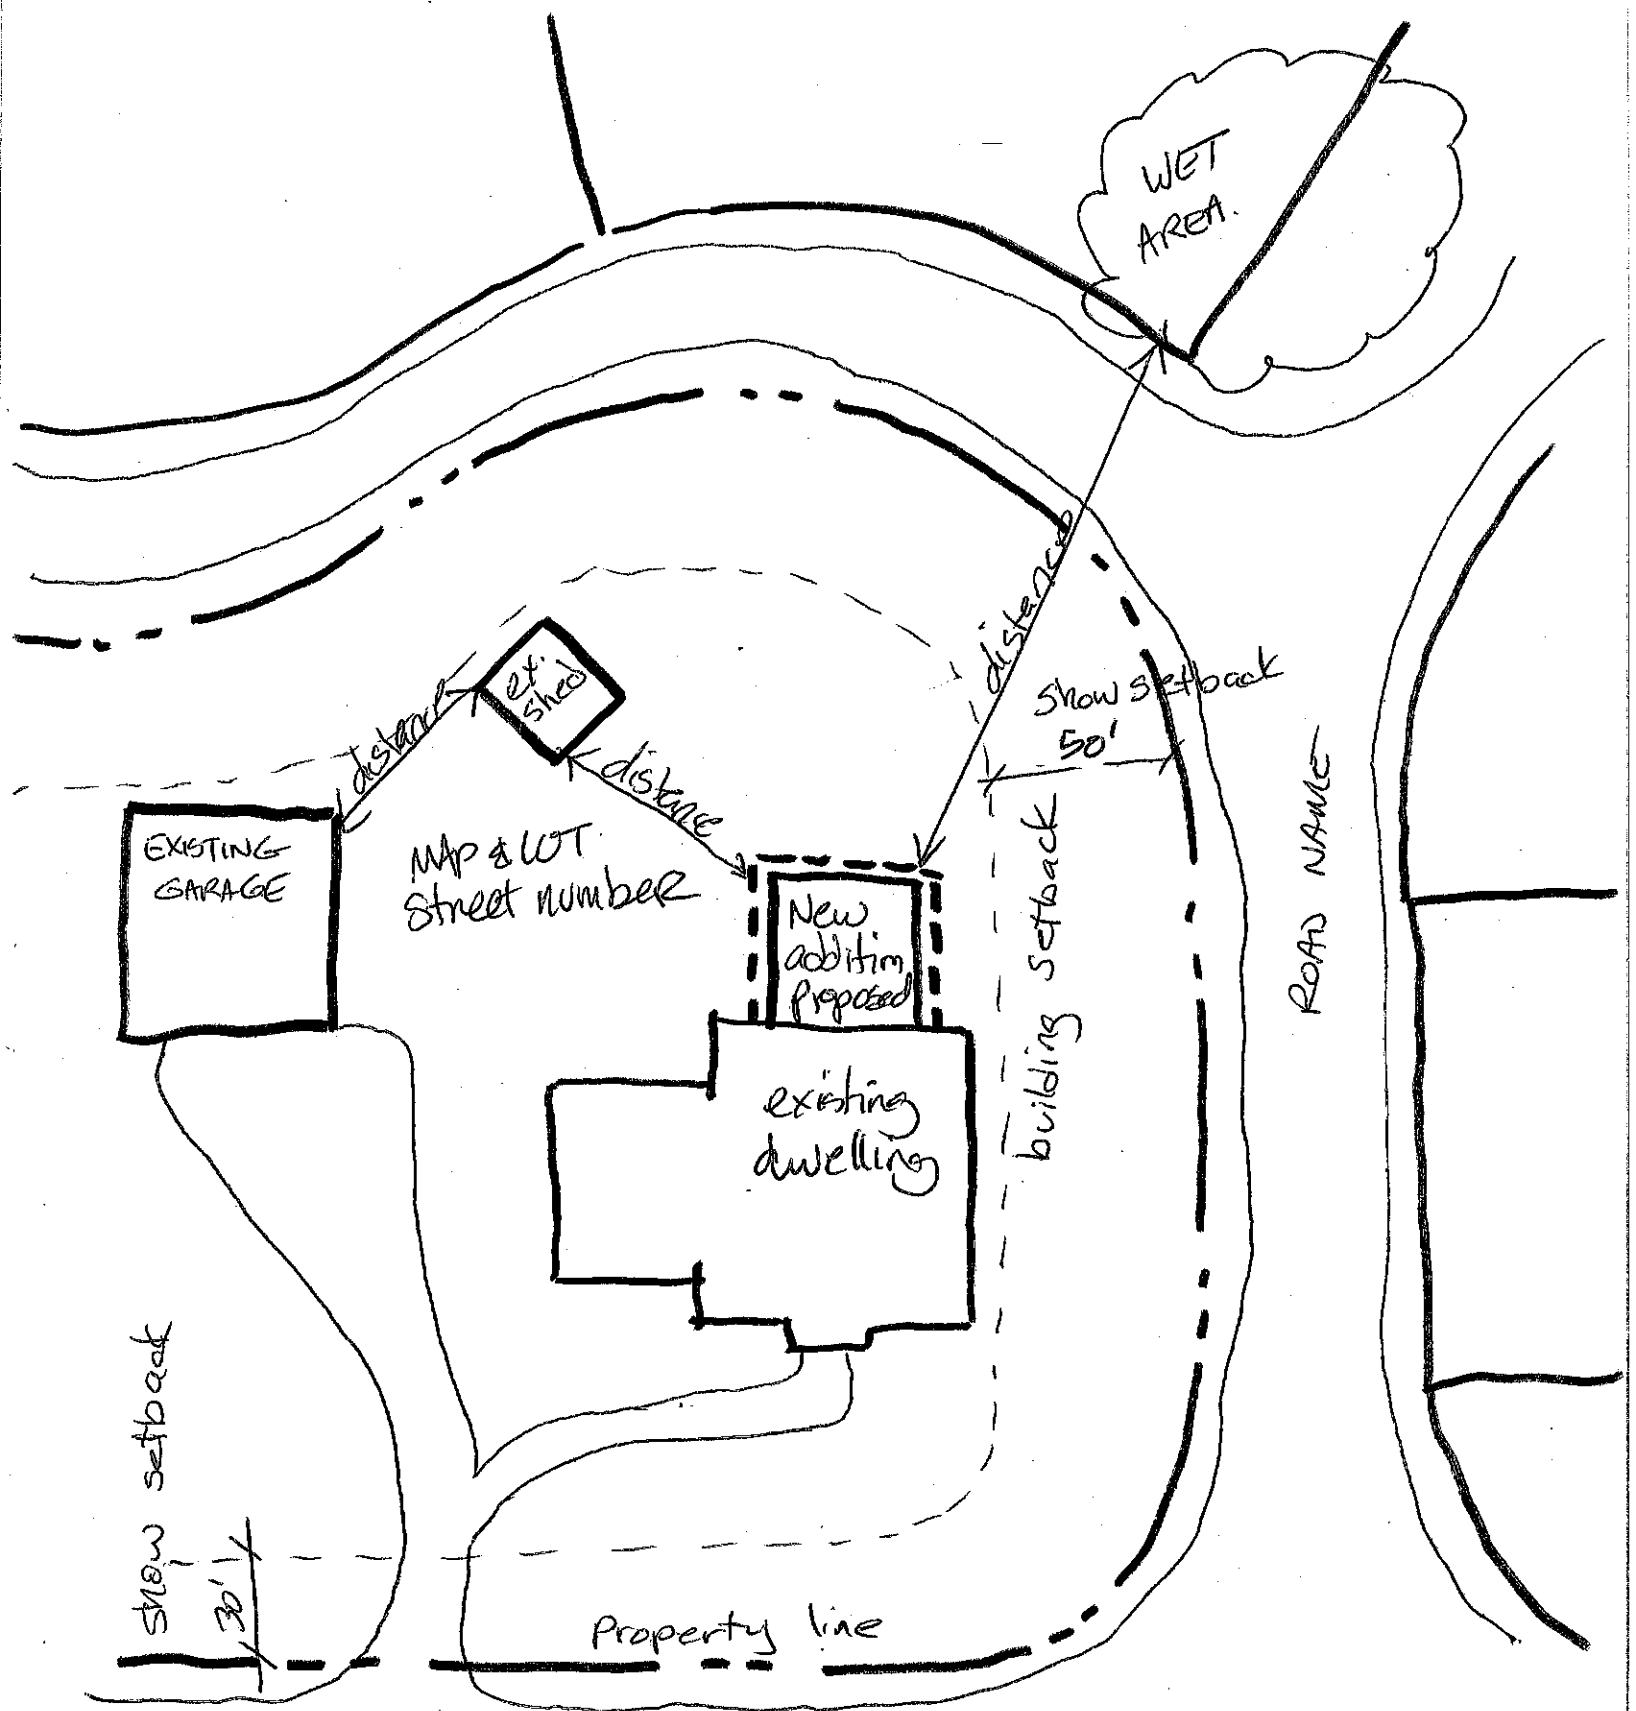 WET
AREA.
distance
ex.
shed
distance
distance
show setback
50'
EXISTING
GARAGE
MAP & LOT
Street number
New
addition
proposed
building setback
ROAD NAME
existing
dwelling
show setback
30'
Property line